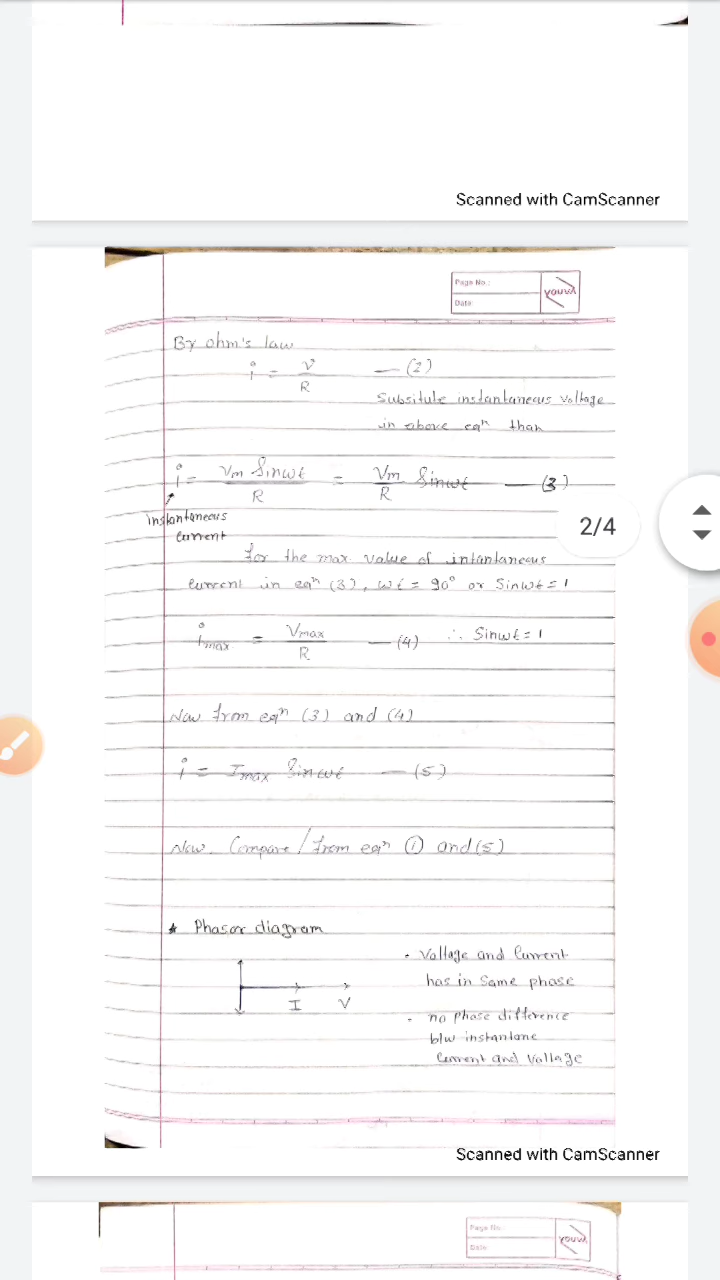 Scanned with CamScanner
Page No.:
Date:
YOUVA
By ohm's law
i = V/R — (2)
Subsitute instantaneous voltage
in above eqn than
i = Vm Sinwt / R = Vm/R Sinwt — (3)
instantaneous
current
2/4
for the max value of intantaneous
current in eqn (3), wt = 90° or Sinwt = 1
imax = Vmax/R — (4) ∴ Sinwt = 1
Now from eqn (3) and (4)
i = Imax Sinwt — (5)
Now Compare / from eqn (1) and (5)
* Phasor diagram
I V
- Voltage and Current
has in Same phase
- no phase difference
b/w instantane
Current and Voltage
Scanned with CamScanner
Page No.
Date
YOUVA